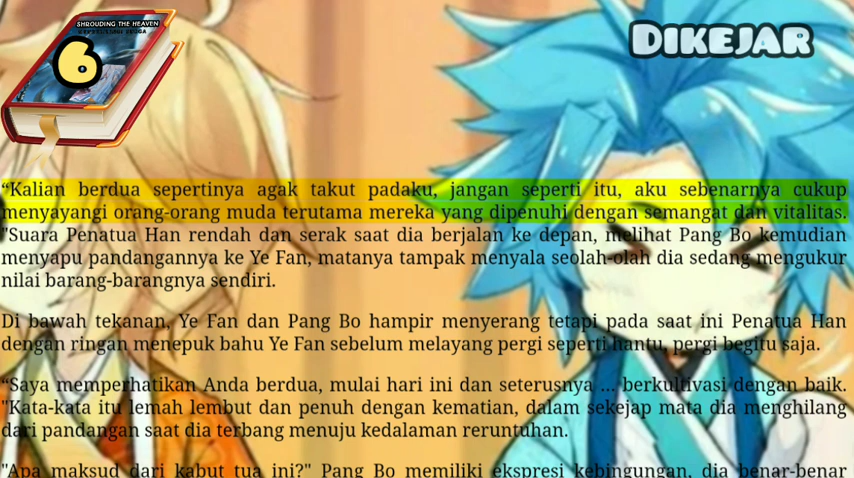 SHROUDING THE HEAVEN
6
DIKEJAR
“Kalian berdua sepertinya agak takut padaku, jangan seperti itu, aku sebenarnya cukup
menyayangi orang-orang muda terutama mereka yang dipenuhi dengan semangat dan vitalitas.
"Suara Penatua Han rendah dan serak saat dia berjalan ke depan, melihat Pang Bo kemudian
menyapu pandangannya ke Ye Fan, matanya tampak menyala seolah-olah dia sedang mengukur
nilai barang-barangnya sendiri.
Di bawah tekanan, Ye Fan dan Pang Bo hampir menyerang tetapi pada saat ini Penatua Han
dengan ringan menepuk bahu Ye Fan sebelum melayang pergi seperti hantu, pergi begitu saja.
“Saya memperhatikan Anda berdua, mulai hari ini dan seterusnya ... berkultivasi dengan baik.
"Kata-kata itu lemah lembut dan penuh dengan kematian, dalam sekejap mata dia menghilang
dari pandangan saat dia terbang menuju kedalaman reruntuhan.
"Apa maksud dari kabut tua ini?" Pang Bo memiliki ekspresi kebingungan, dia benar-benar